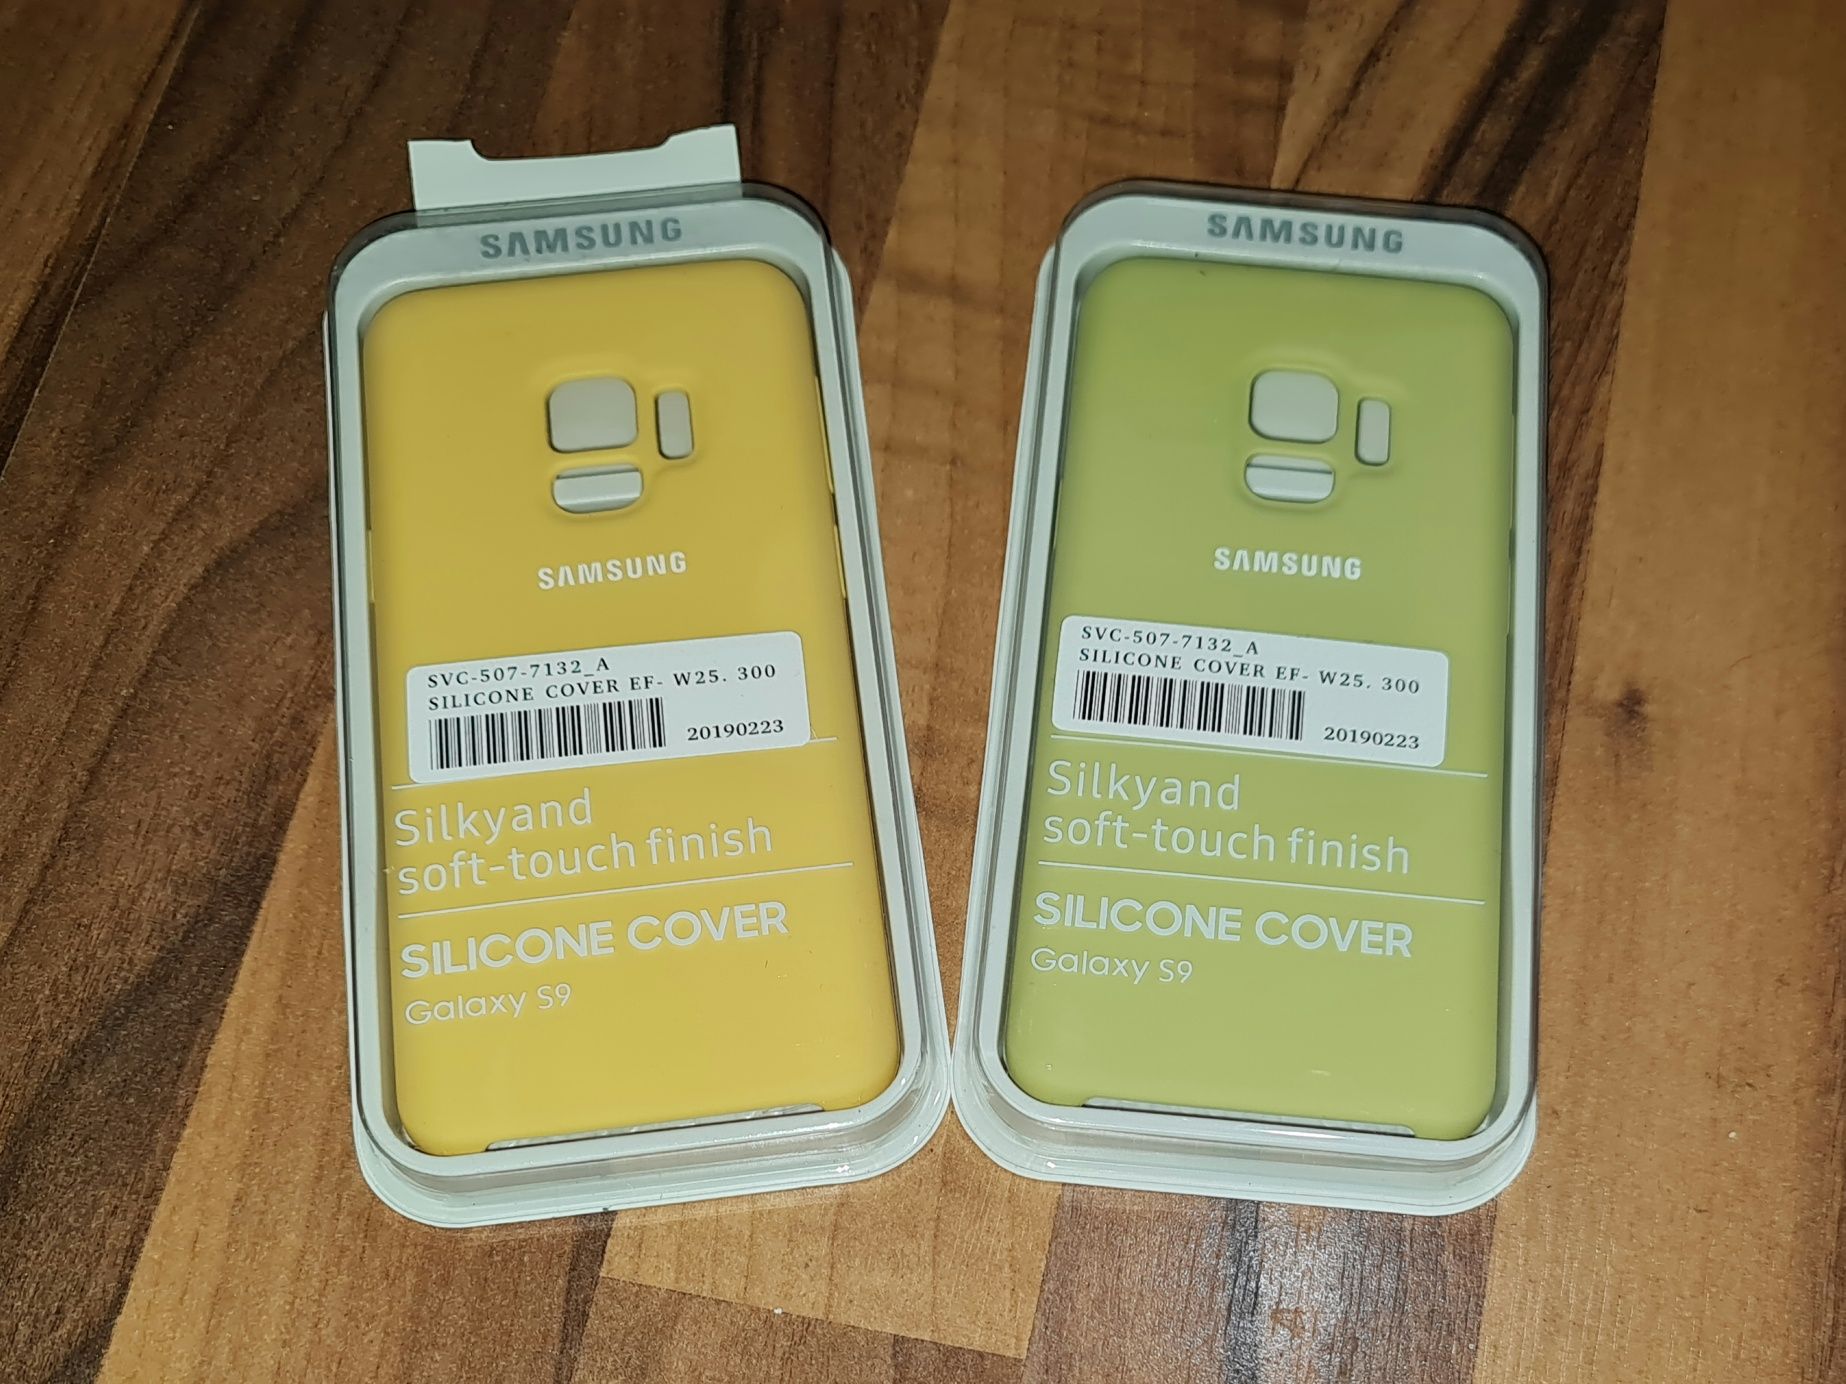 SAMSUNG
SAMSUNG
SVC-507-7132_A
SILICONE COVER EF- W25. 300
20190223
Silkyand
soft-touch finish
SILICONE COVER
Galaxy S9
SAMSUNG
SAMSUNG
SVC-507-7132_A
SILICONE COVER EF- W25. 300
20190223
Silkyand
soft-touch finish
SILICONE COVER
Galaxy S9